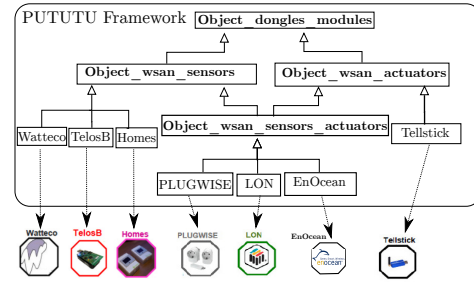 PUTUTU Framework
Object_dongles_modules
Object_wsan_sensors
Object_wsan_actuators
Object_wsan_sensors_actuators
Watteco
TelosB
Homes
Tellstick
PLUGWISE
LON
EnOcean
Watteco
TelosB
Homes
PLUGWISE
LON
EnOcean
Tellstick
enocean